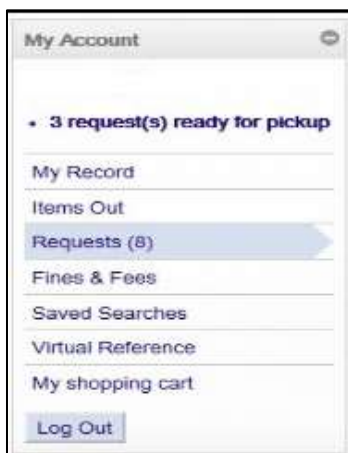 My Account
• 3 request(s) ready for pickup
My Record
Items Out
Requests (8)
Fines & Fees
Saved Searches
Virtual Reference
My shopping cart
Log Out